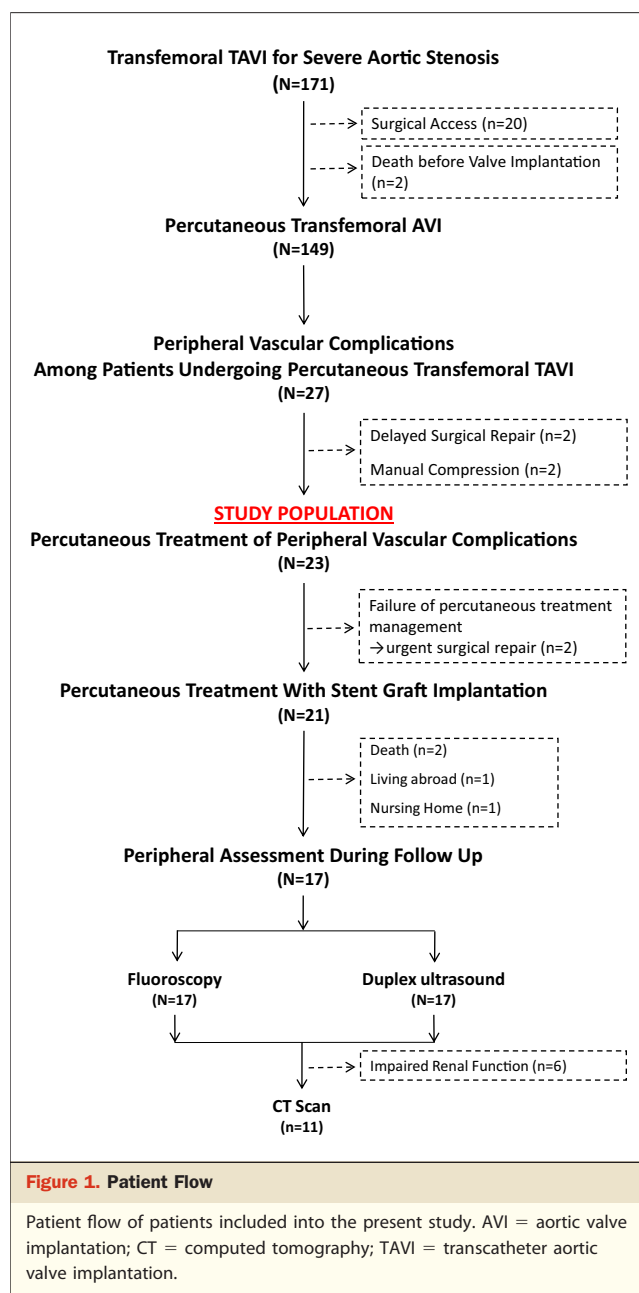 Transfemoral TAVI for Severe Aortic Stenosis
(N=171)
Surgical Access (n=20)
Death before Valve Implantation
(n=2)
Percutaneous Transfemoral AVI
(N=149)
Peripheral Vascular Complications
Among Patients Undergoing Percutaneous Transfemoral TAVI
(N=27)
Delayed Surgical Repair (n=2)
Manual Compression (n=2)
STUDY POPULATION
Percutaneous Treatment of Peripheral Vascular Complications
(N=23)
Failure of percutaneous treatment
management
→urgent surgical repair (n=2)
Percutaneous Treatment With Stent Graft Implantation
(N=21)
Death (n=2)
Living abroad (n=1)
Nursing Home (n=1)
Peripheral Assessment During Follow Up
(N=17)
Fluoroscopy
(N=17)
Duplex ultrasound
(N=17)
Impaired Renal Function (n=6)
CT Scan
(n=11)
Figure 1. Patient Flow
Patient flow of patients included into the present study. AVI = aortic valve
implantation; CT = computed tomography; TAVI = transcatheter aortic
valve implantation.